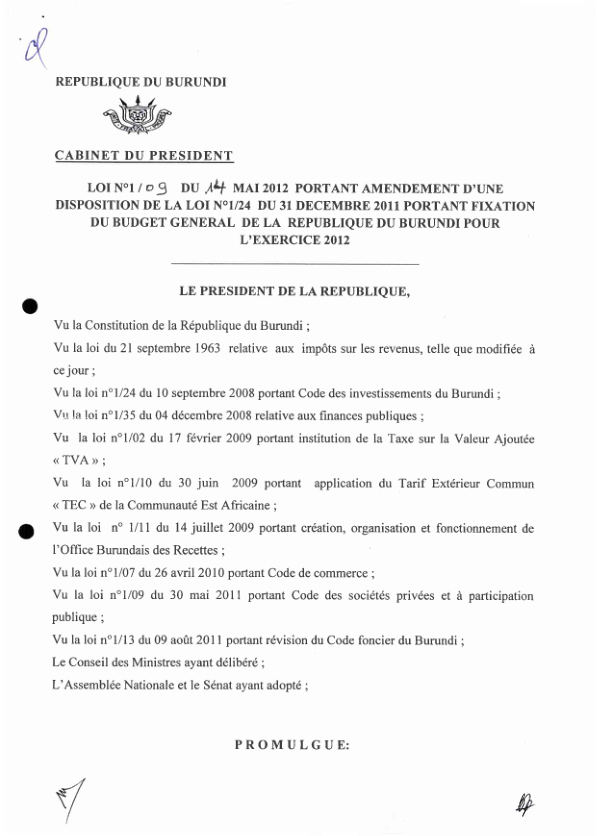 REPUBLIQUE DU BURUNDI
CABINET DU PRESIDENT
LOI N°1/09 DU 14 MAI 2012 PORTANT AMENDEMENT D'UNE
DISPOSITION DE LA LOI N°1/24 DU 31 DECEMBRE 2011 PORTANT FIXATION
DU BUDGET GENERAL DE LA REPUBLIQUE DU BURUNDI POUR
L'EXERCICE 2012
LE PRESIDENT DE LA REPUBLIQUE,
Vu la Constitution de la République du Burundi ;
Vu la loi du 21 septembre 1963 relative aux impôts sur les revenus, telle que modifiée à
ce jour ;
Vu la loi n°1/24 du 10 septembre 2008 portant Code des investissements du Burundi ;
Vu la loi n°1/35 du 04 décembre 2008 relative aux finances publiques ;
Vu la loi n°1/02 du 17 février 2009 portant institution de la Taxe sur la Valeur Ajoutée
« TVA » ;
Vu la loi n°1/10 du 30 juin 2009 portant application du Tarif Extérieur Commun
« TEC » de la Communauté Est Africaine ;
Vu la loi n° 1/11 du 14 juillet 2009 portant création, organisation et fonctionnement de
l'Office Burundais des Recettes ;
Vu la loi n°1/07 du 26 avril 2010 portant Code de commerce ;
Vu la loi n°1/09 du 30 mai 2011 portant Code des sociétés privées et à participation
publique ;
Vu la loi n°1/13 du 09 août 2011 portant révision du Code foncier du Burundi ;
Le Conseil des Ministres ayant délibéré ;
L'Assemblée Nationale et le Sénat ayant adopté ;
P R O M U L G U E: